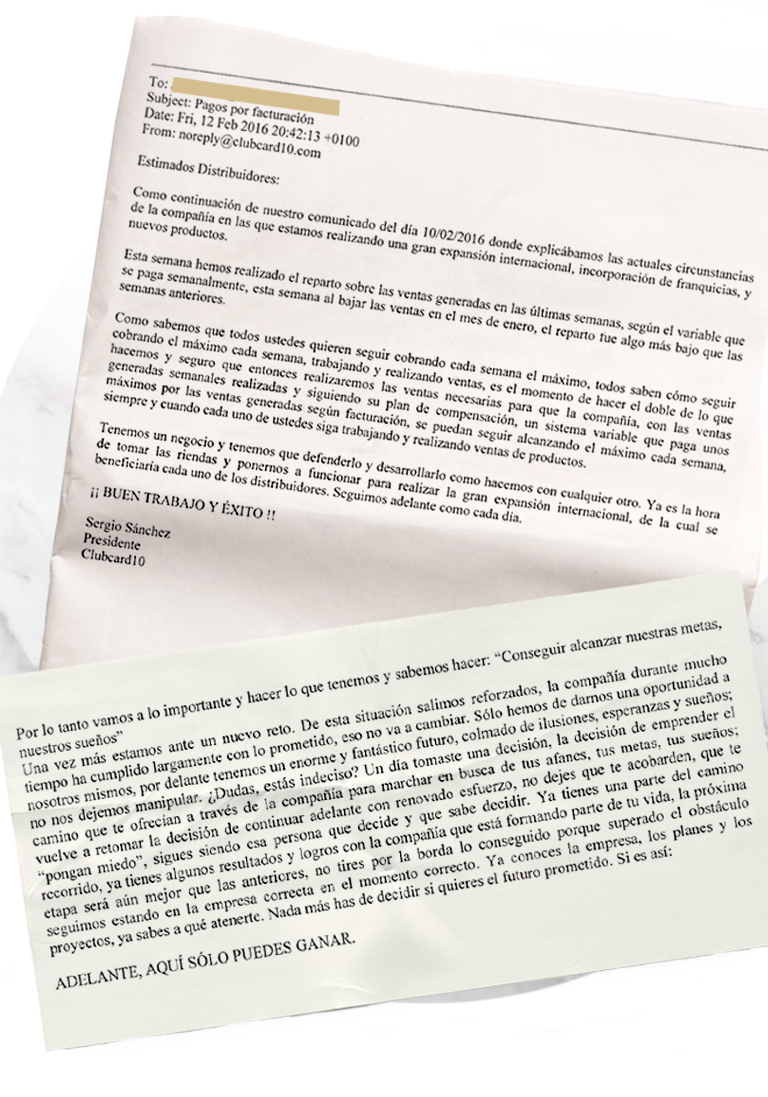 To:
Subject: Pagos por facturación
Date: Fri, 12 Feb 2016 20:42:13 +0100
From: noreply@clubcard10.com
Estimados Distribuidores:
Como continuación de nuestro comunicado del día 10/02/2016 donde explicábamos las actuales circunstancias
de la compañía en las que estamos realizando una gran expansión internacional, incorporación de franquicias, y
nuevos productos.
Esta semana hemos realizado el reparto sobre las ventas generadas en las últimas semanas, según el variable que
se paga semanalmente, esta semana al bajar las ventas en el mes de enero, el reparto fue algo más bajo que las
semanas anteriores.
Como sabemos que todos ustedes quieren seguir cobrando cada semana el máximo, todos saben cómo seguir
cobrando el máximo cada semana, trabajando y realizando ventas, es el momento de hacer el doble de lo que
hacemos y seguro que entonces realizaremos las ventas necesarias para que la compañía, con las ventas
generadas semanales realizadas y siguiendo su plan de compensación, un sistema variable que paga unos
máximos por las ventas generadas según facturación, se puedan seguir alcanzando el máximo cada semana,
siempre y cuando cada uno de ustedes siga trabajando y realizando ventas de productos.
Tenemos un negocio y tenemos que defenderlo y desarrollarlo como hacemos con cualquier otro. Ya es la hora
de tomar las riendas y ponernos a funcionar para realizar la gran expansión internacional, de la cual se
beneficiaría cada uno de los distribuidores. Seguimos adelante como cada día.
¡¡ BUEN TRABAJO Y ÉXITO !!
Sergio Sánchez
Presidente
Clubcard10
Por lo tanto vamos a lo importante y hacer lo que tenemos y sabemos hacer: “Conseguir alcanzar nuestras metas,
nuestros sueños”
Una vez más estamos ante un nuevo reto. De esta situación salimos reforzados, la compañía durante mucho
tiempo ha cumplido largamente con lo prometido, eso no va a cambiar. Sólo hemos de darnos una oportunidad a
nosotros mismos, por delante tenemos un enorme y fantástico futuro, colmado de ilusiones, esperanzas y sueños;
no nos dejemos manipular. ¿Dudas, estás indeciso? Un día tomaste una decisión, la decisión de emprender el
camino que te ofrecían a través de la compañía para marchar en busca de tus afanes, tus metas, tus sueños;
vuelve a retomar la decisión de continuar adelante con renovado esfuerzo, no dejes que te acobarden, que te
“pongan miedo”, sigues siendo esa persona que decide y que sabe decidir. Ya tienes una parte del camino
recorrido, ya tienes algunos resultados y logros con la compañía que está formando parte de tu vida, la próxima
etapa será aún mejor que las anteriores, no tires por la borda lo conseguido porque superado el obstáculo
seguimos estando en la empresa correcta en el momento correcto. Ya conoces la empresa, los planes y los
proyectos, ya sabes a qué atenerte. Nada más has de decidir si quieres el futuro prometido. Si es así:
ADELANTE, AQUÍ SÓLO PUEDES GANAR.